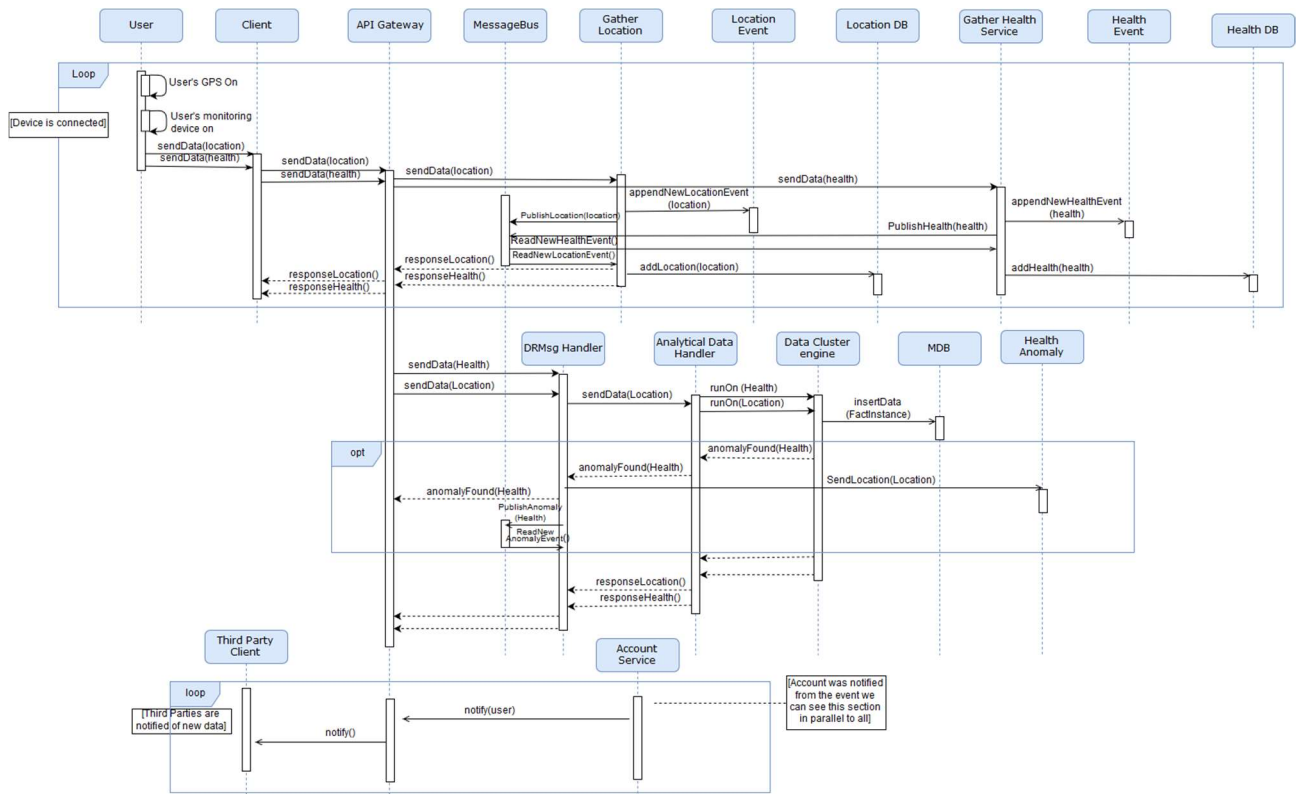 User
Client
API Gateway
MessageBus
Gather
Location
Location
Event
Location DB
Gather Health
Service
Health
Event
Health DB
Loop
User's GPS On
[Device is connected]
User's monitoring
device on
sendData(location)
sendData(health)
sendData(location)
sendData(health)
sendData(location)
sendData(health)
appendNewLocationEvent
(location)
appendNewHealthEvent
(health)
PublishLocation(location)
PublishHealth(health)
ReadNewHealthEvent()
ReadNewLocationEvent()
responseLocation()
addLocation(location)
addHealth(health)
responseLocation()
responseHealth()
responseHealth()
DRMsg Handler
Analytical Data
Handler
Data Cluster
engine
MDB
Health
Anomaly
sendData(Health)
sendData(Location)
sendData(Location)
runOn (Health)
runOn(Location)
insertData
(FactInstance)
opt
anomalyFound(Health)
anomalyFound(Health)
SendLocation(Location)
anomalyFound(Health)
PublishAnomaly
(Health)
ReadNew
AnomalyEvent()
responseLocation()
responseHealth()
Third Party
Client
Account
Service
loop
[Third Parties are
notified of new data]
notify(user)
notify()
[Account was notified
from the event we
can see this section
in parallel to all]